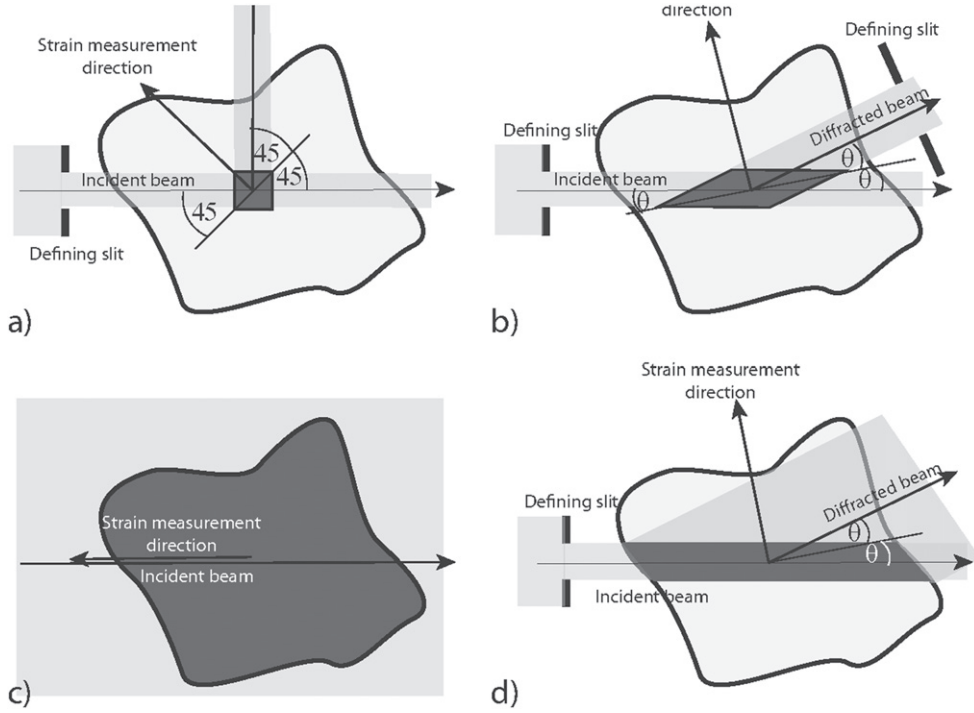 Strain measurement
direction
45
45
Incident beam
45
Defining slit
a)
direction
Defining slit
Defining slit
Diffracted beam
θ
θ
Incident beam
θ
b)
Strain measurement
direction
Incident beam
c)
Strain measurement
direction
Defining slit
Diffracted beam
θ
θ
Incident beam
d)